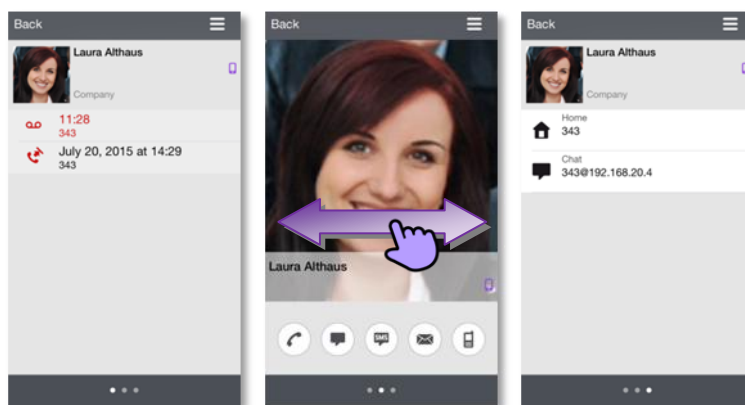 Back
Laura Althaus
Company
11:28
343
July 20, 2015 at 14:29
343
Back
Laura Althaus
SMS
Back
Laura Althaus
Company
Home
343
Chat
343@192.168.20.4